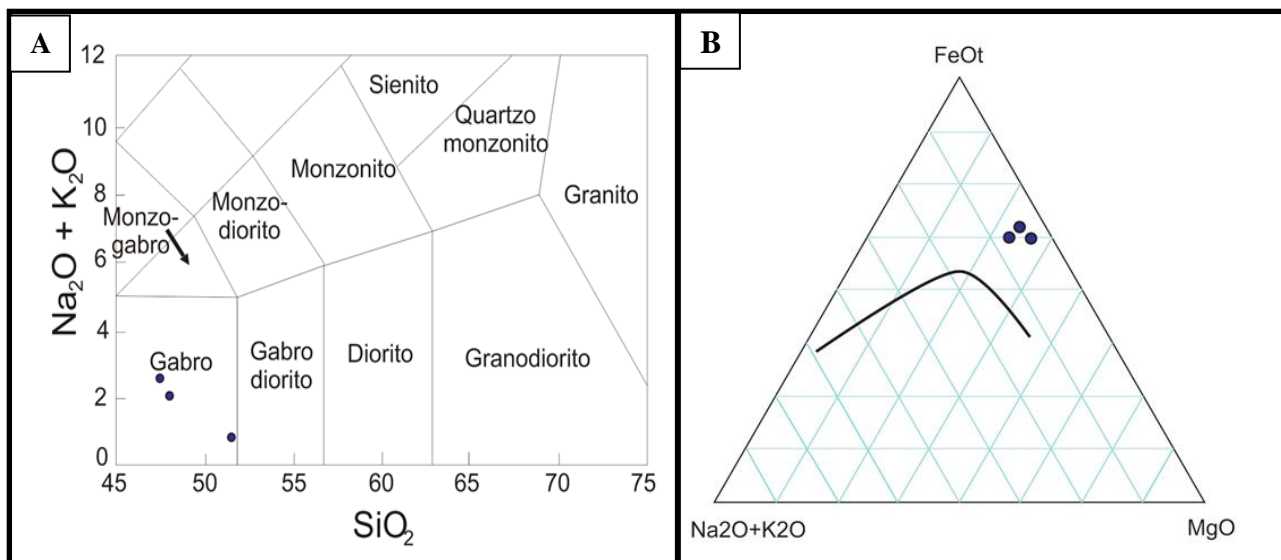 A
Na₂O + K₂O
12
10
8
6
4
2
0
Sienito
Quartzo
monzonito
Monzonito
Granito
Monzo-
diorito
Monzo-
gabro
Gabro
Gabro
diorito
Diorito
Granodiorito
45
50
55
60
65
70
75
SiO₂
B
FeOt
Na2O+K2O
MgO